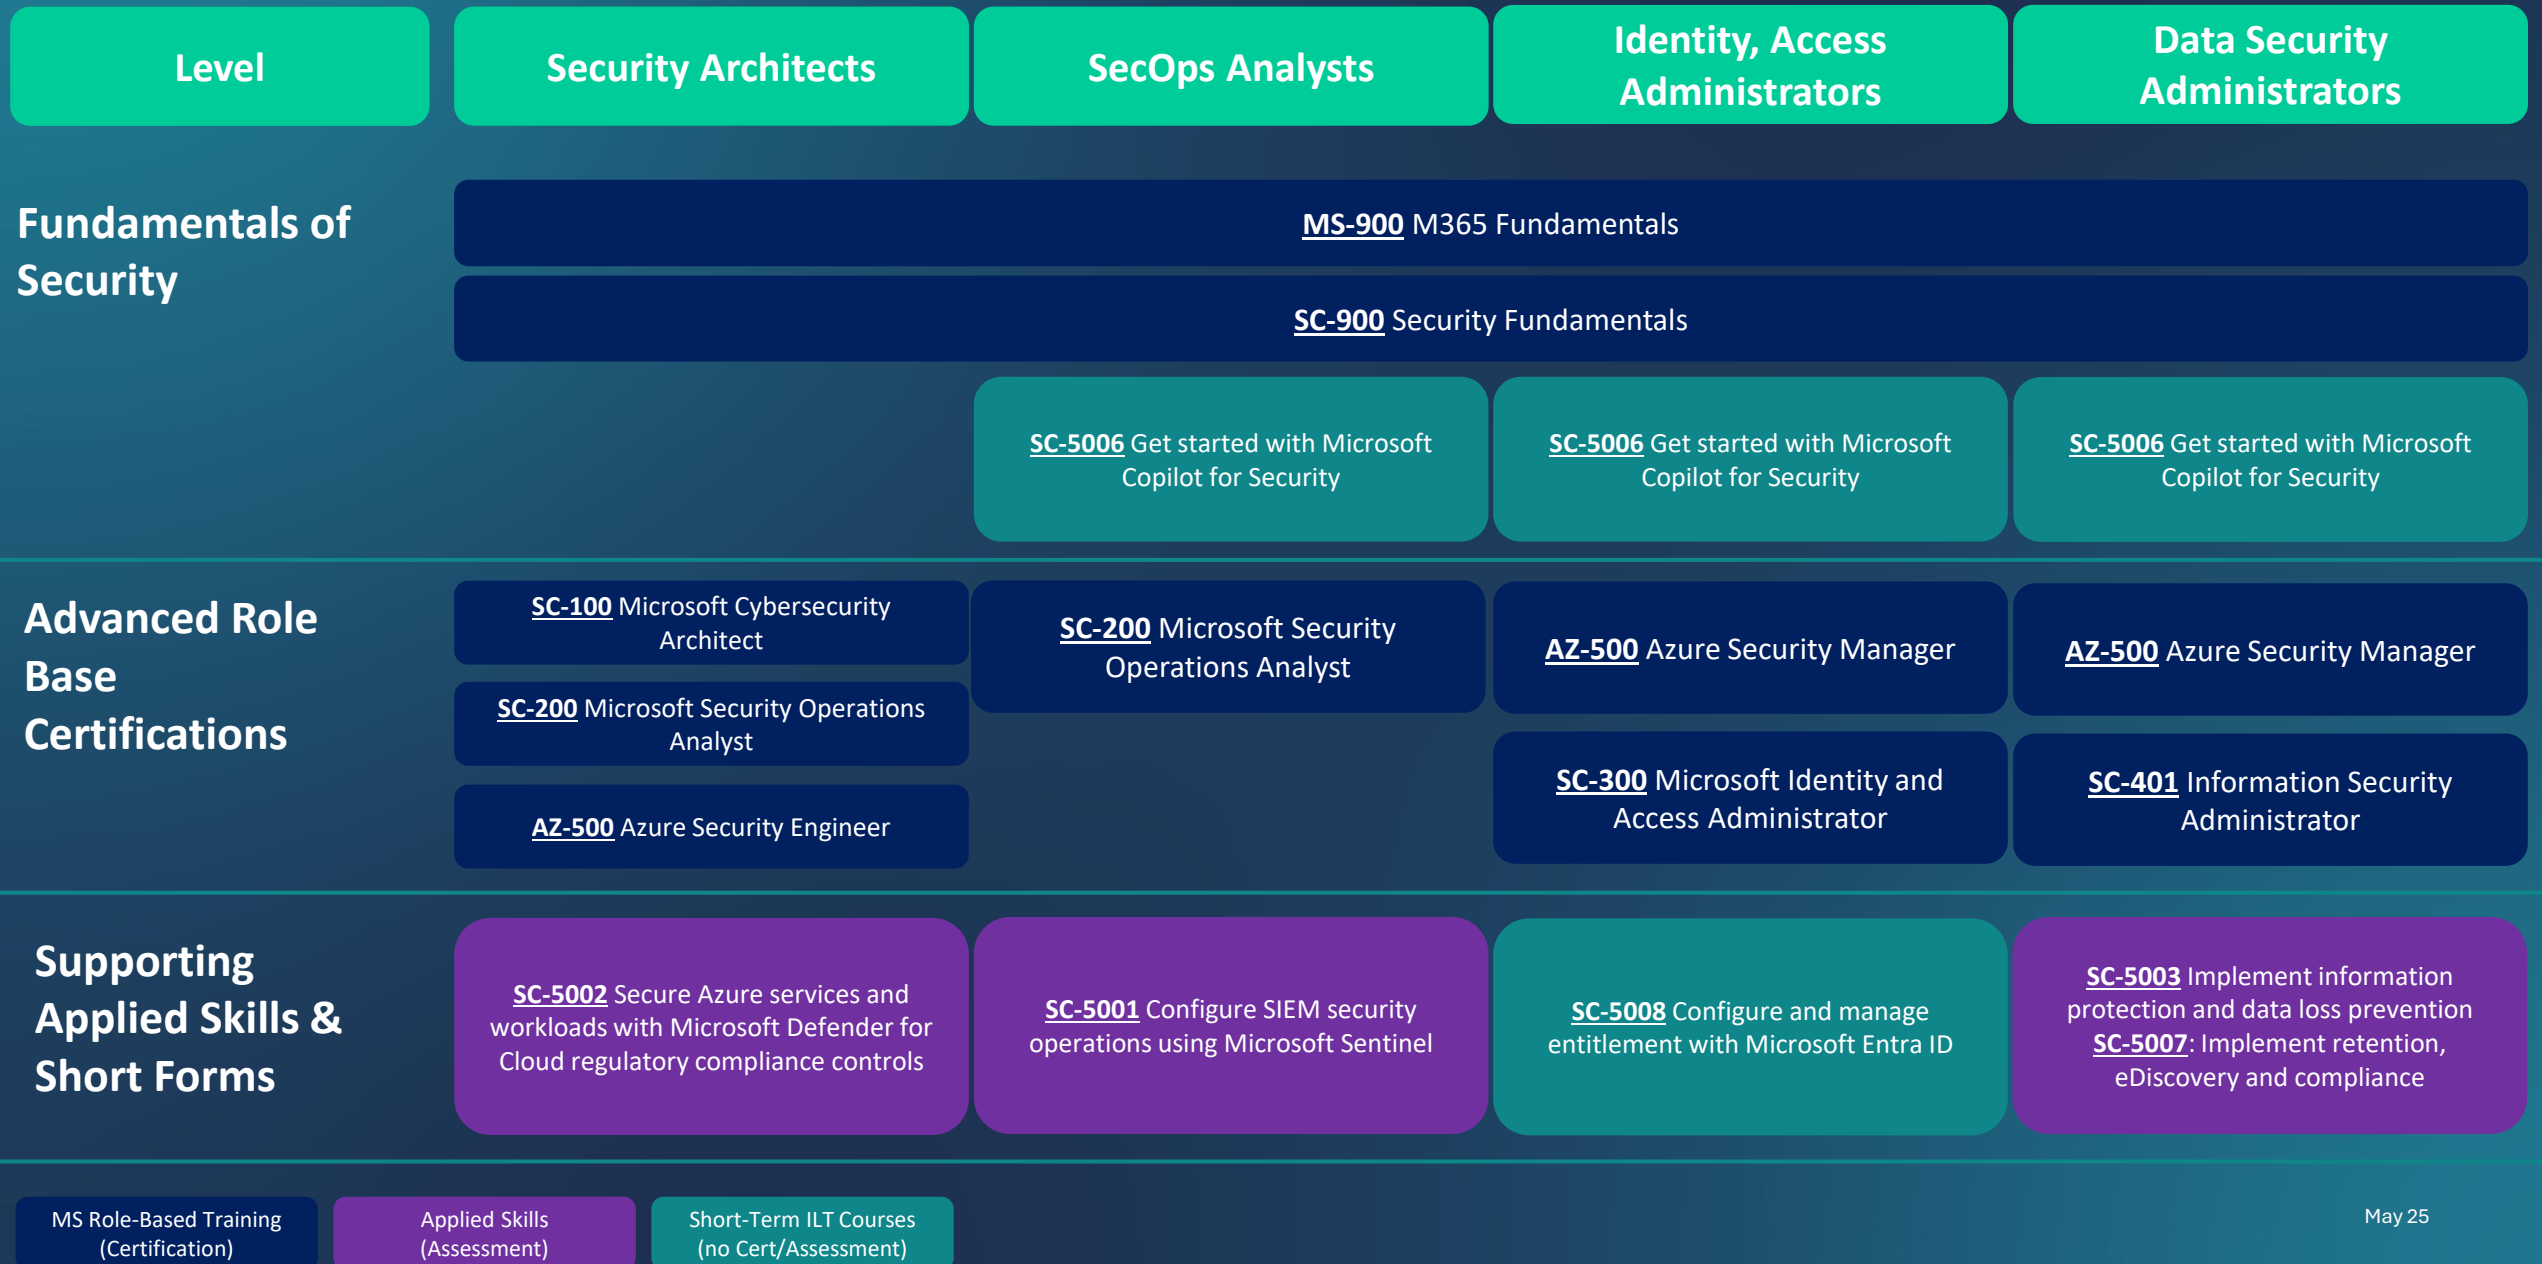 Level
Security Architects
SecOps Analysts
Identity, Access
Administrators
Data Security
Administrators
Fundamentals of
Security
MS-900 M365 Fundamentals
SC-900 Security Fundamentals
SC-5006 Get started with Microsoft
Copilot for Security
SC-5006 Get started with Microsoft
Copilot for Security
SC-5006 Get started with Microsoft
Copilot for Security
Advanced Role
Base
Certifications
SC-100 Microsoft Cybersecurity
Architect
SC-200 Microsoft Security Operations
Analyst
AZ-500 Azure Security Engineer
SC-200 Microsoft Security
Operations Analyst
AZ-500 Azure Security Manager
SC-300 Microsoft Identity and
Access Administrator
AZ-500 Azure Security Manager
SC-401 Information Security
Administrator
Supporting
Applied Skills &
Short Forms
SC-5002 Secure Azure services and
workloads with Microsoft Defender for
Cloud regulatory compliance controls
SC-5001 Configure SIEM security
operations using Microsoft Sentinel
SC-5008 Configure and manage
entitlement with Microsoft Entra ID
SC-5003 Implement information
protection and data loss prevention
SC-5007: Implement retention,
eDiscovery and compliance
MS Role-Based Training
(Certification)
Applied Skills
(Assessment)
Short-Term ILT Courses
(no Cert/Assessment)
May 25